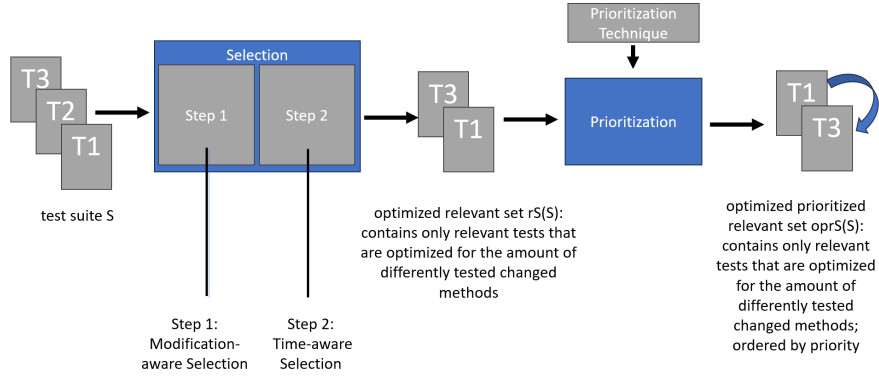 Prioritization
Technique
Selection
T3
T2
T1
Step 1
Step 2
T3
T1
Prioritization
T1
T3
test suite S
optimized relevant set rS(S):
contains only relevant tests that
are optimized for the amount of
differently tested changed
methods
optimized prioritized
relevant set oprS(S):
contains only relevant
tests that are optimized
for the amount of
differently tested
changed methods;
ordered by priority
Step 1:
Modification-
aware Selection
Step 2:
Time-aware
Selection